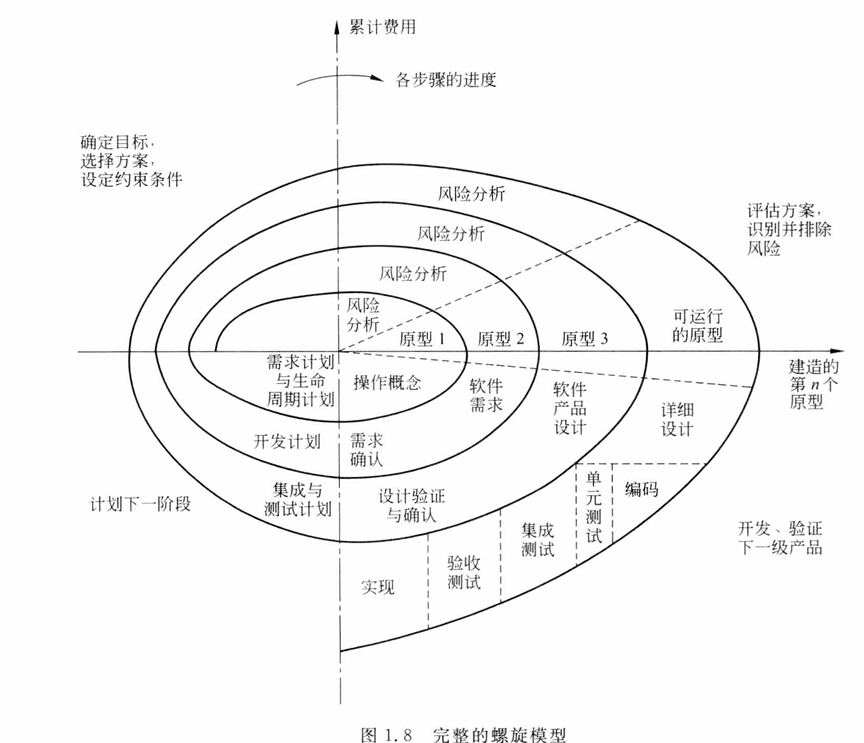 累计费用
各步骤的进度
确定目标，
选择方案，
设定约束条件
评估方案，
识别并排除
风险
风险分析
风险分析
风险分析
风险
分析
原型 1
原型 2
原型 3
可运行
的原型
建造的
第 n 个
原型
需求计划
与生命
周期计划
操作概念
软件
需求
软件
产品
设计
详细
设计
开发计划
需求
确认
集成与
测试计划
设计验证
与确认
计划下一阶段
单
元
测
试
编码
集成
测试
验收
测试
实现
开发、验证
下一级产品
图 1.8 完整的螺旋模型